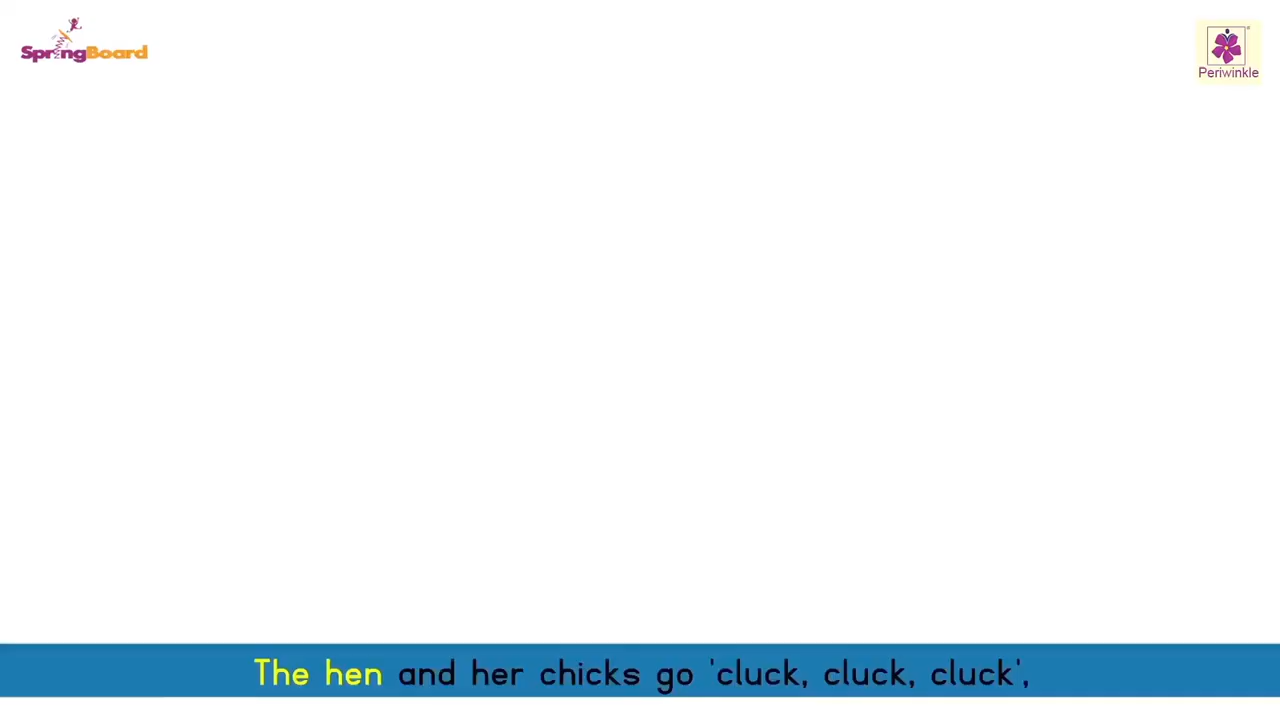 SpringBoard
Periwinkle
The hen and her chicks go 'cluck, cluck, cluck',